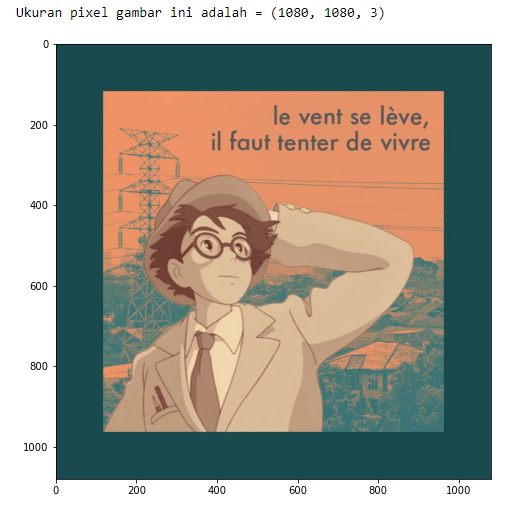 Ukuran pixel gambar ini adalah = (1080, 1080, 3)
0
200
400
600
800
1000
le vent se lève,
il faut tenter de vivre
0 200 400 600 800 1000